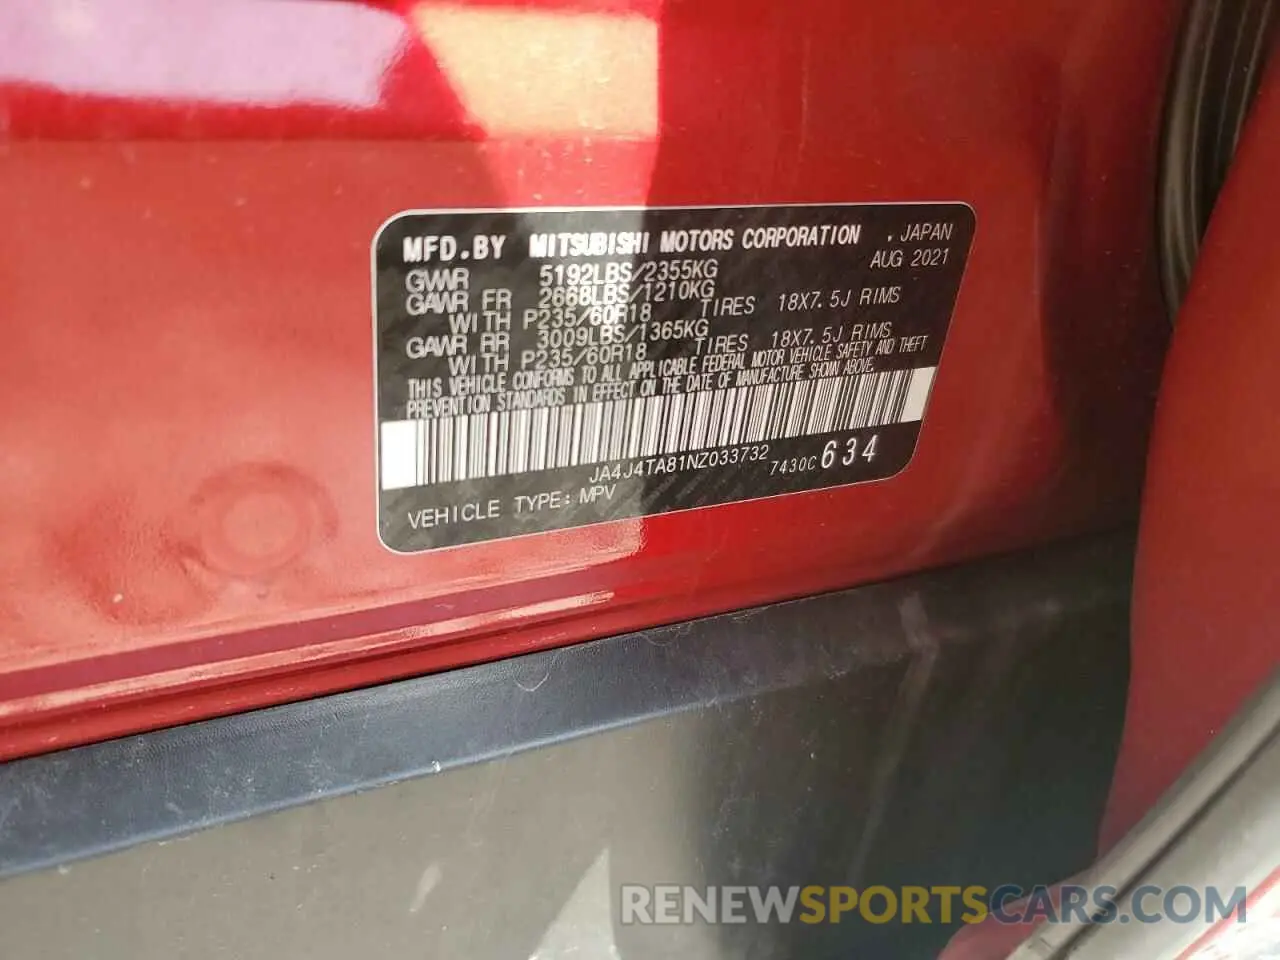 MFD.BY MITSUBISHI MOTORS CORPORATION , JAPAN
GVWR 5192LBS/2355KG AUG 2021
GAWR FR 2668LBS/1210KG
WITH P235/60R18 TIRES 18X7.5J RIMS
GAWR RR 3009LBS/1365KG
WITH P235/60R18 TIRES 18X7.5J RIMS
THIS VEHICLE CONFORMS TO ALL APPLICABLE FEDERAL MOTOR VEHICLE SAFETY AND THEFT
PREVENTION STANDARDS IN EFFECT ON THE DATE OF MANUFACTURE SHOWN ABOVE.
JA4J4TA81NZ033732
7430C 634
VEHICLE TYPE: MPV
RENEWSPORTSCARS.COM